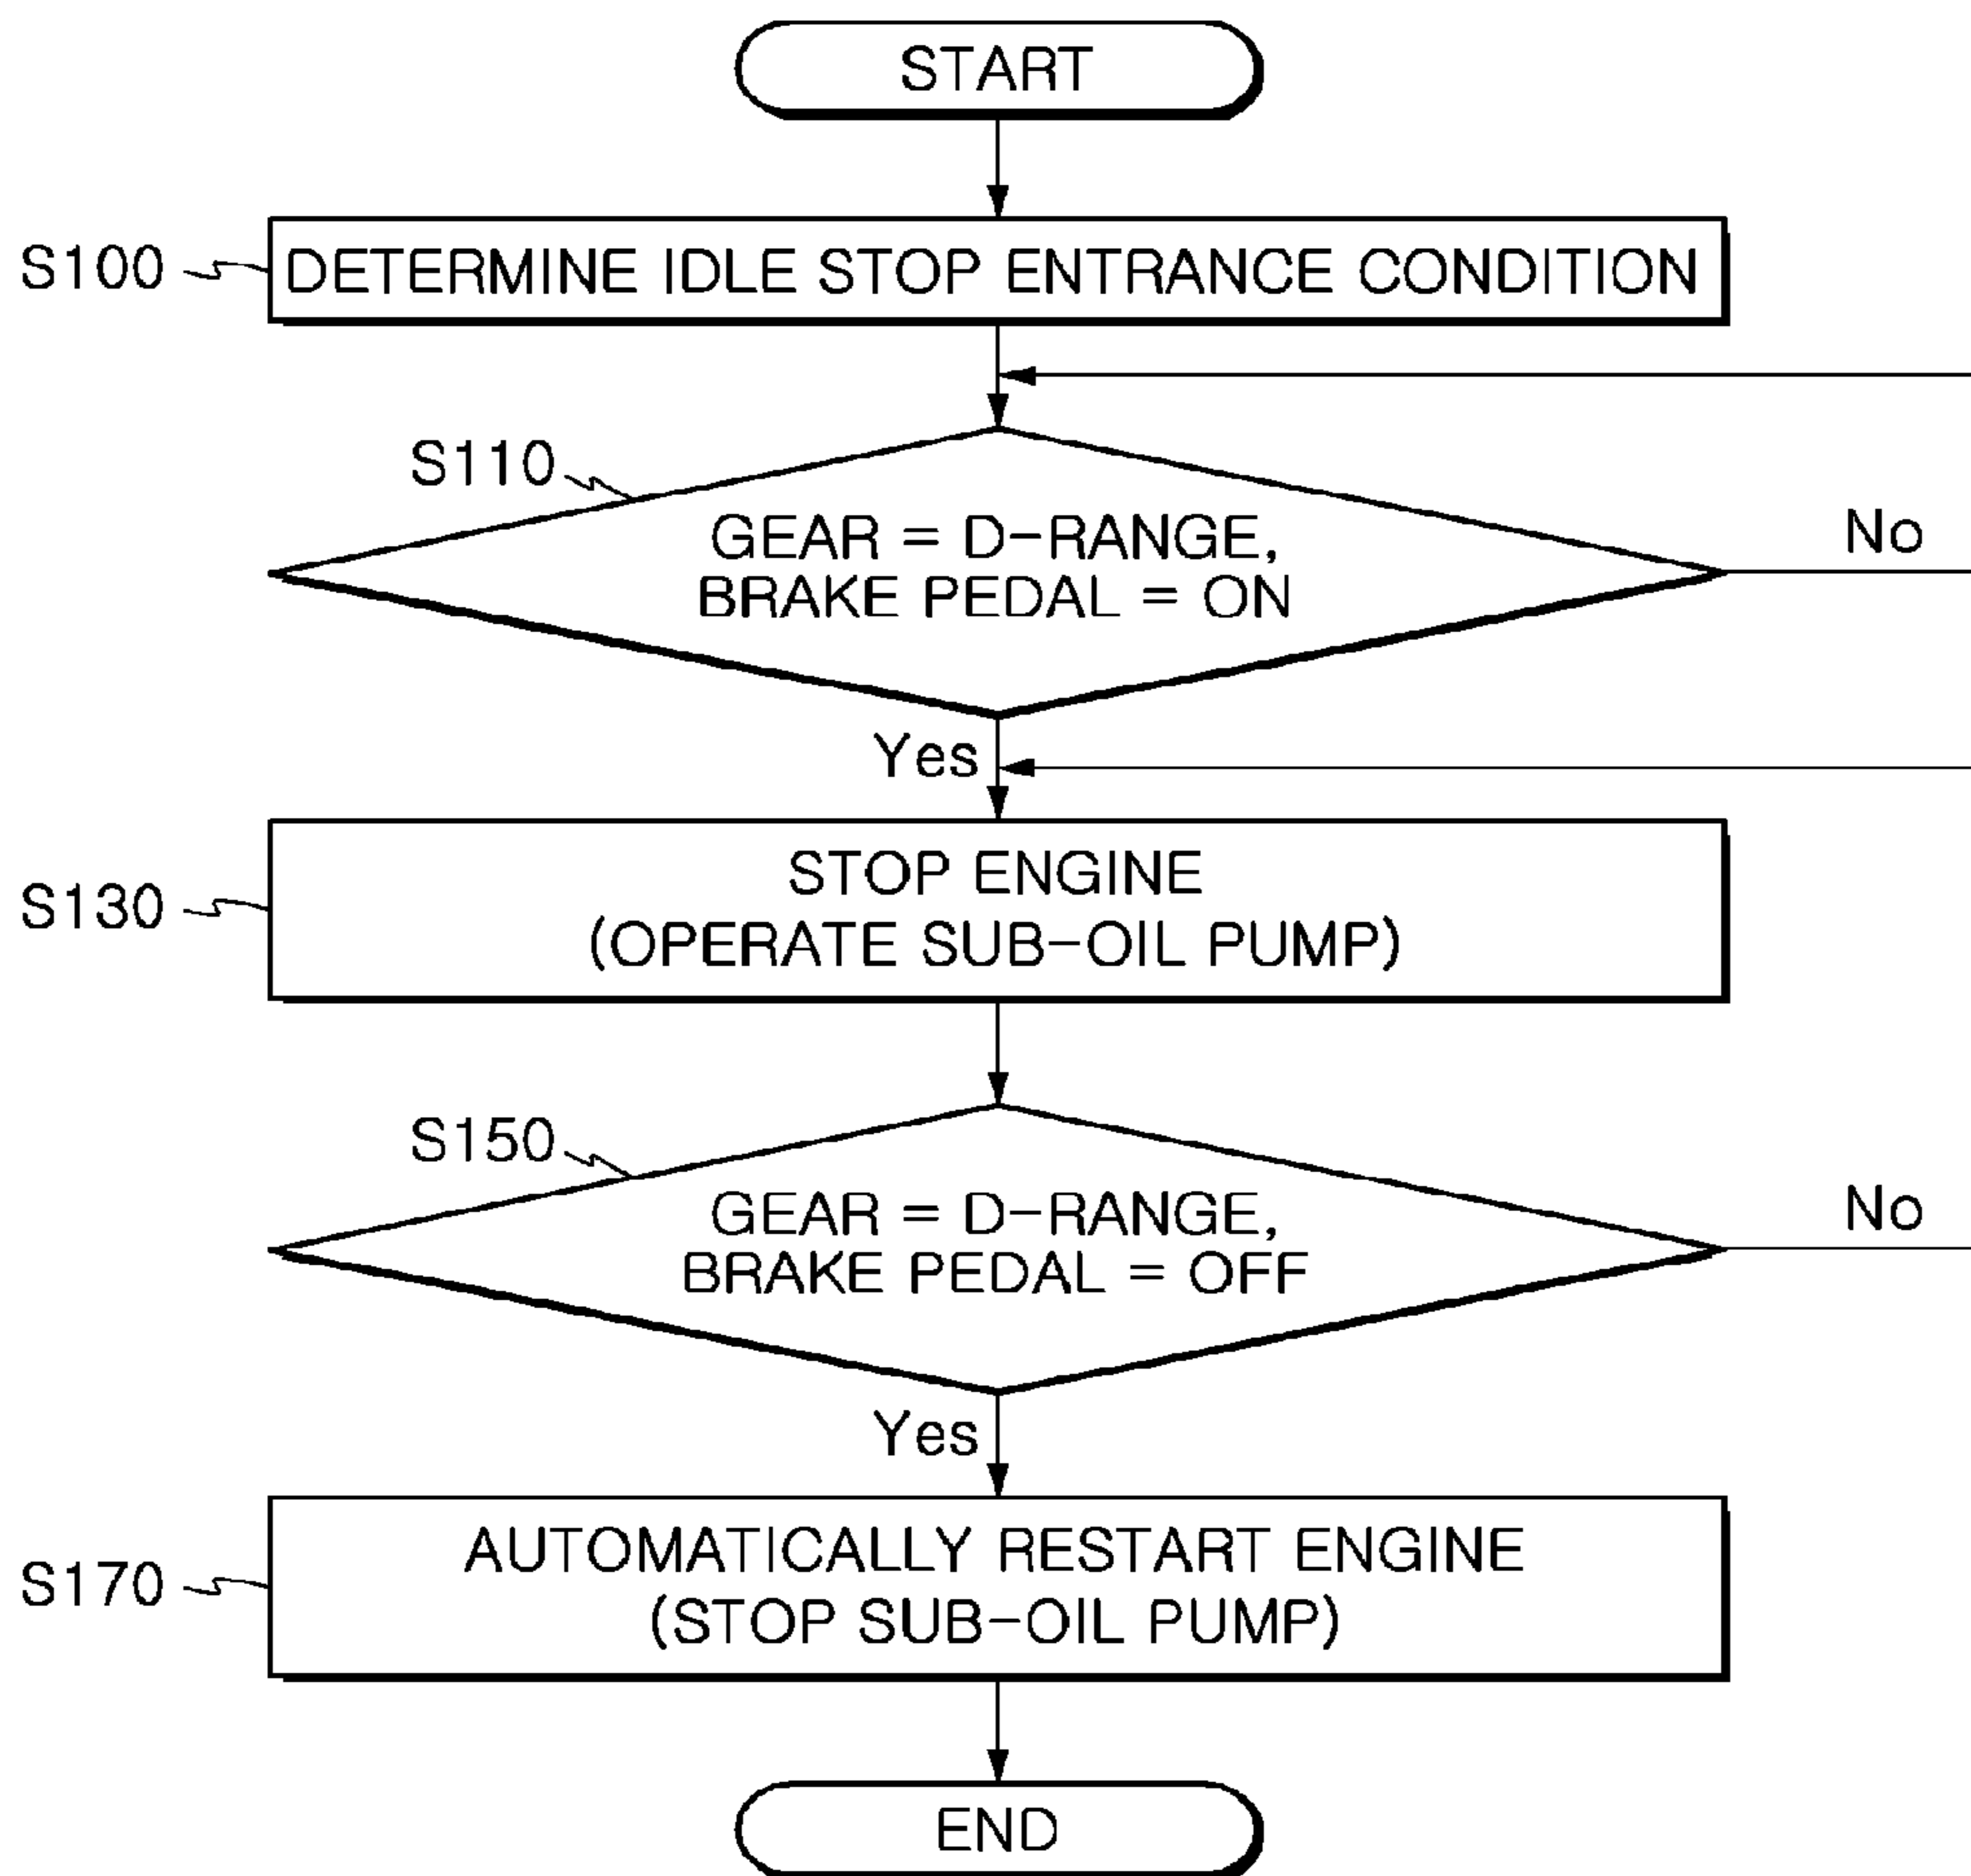 START
S100
DETERMINE IDLE STOP ENTRANCE CONDITION
S110
GEAR = D-RANGE,
BRAKE PEDAL = ON
No
Yes
S130
STOP ENGINE
(OPERATE SUB-OIL PUMP)
S150
GEAR = D-RANGE,
BRAKE PEDAL = OFF
No
Yes
S170
AUTOMATICALLY RESTART ENGINE
(STOP SUB-OIL PUMP)
END